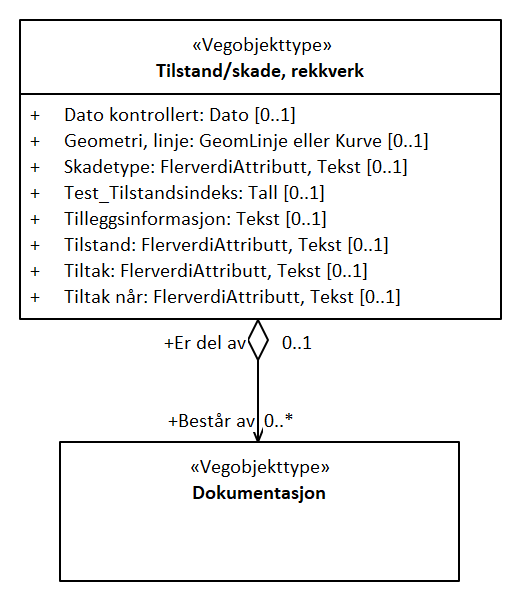 «Vegobjekttype»
Tilstand/skade, rekkverk
+ Dato kontrollert: Dato [0..1]
+ Geometri, linje: GeomLinje eller Kurve [0..1]
+ Skadetype: FlerverdiAttributt, Tekst [0..1]
+ Test_Tilstandsindeks: Tall [0..1]
+ Tilleggsinformasjon: Tekst [0..1]
+ Tilstand: FlerverdiAttributt, Tekst [0..1]
+ Tiltak: FlerverdiAttributt, Tekst [0..1]
+ Tiltak når: FlerverdiAttributt, Tekst [0..1]
+Er del av 0..1
+Består av 0..*
«Vegobjekttype»
Dokumentasjon